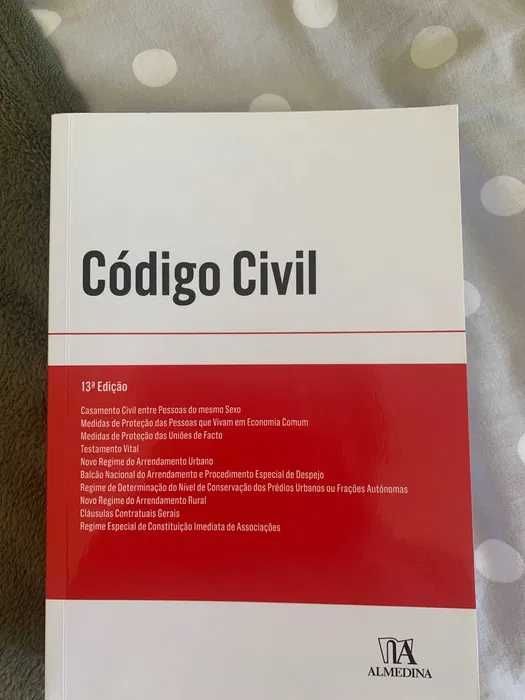 Código Civil
13ª Edição
Casamento Civil entre Pessoas do mesmo Sexo
Medidas de Proteção das Pessoas que Vivam em Economia Comum
Medidas de Proteção das Uniões de Facto
Testamento Vital
Novo Regime do Arrendamento Urbano
Balcão Nacional do Arrendamento e Procedimento Especial de Despejo
Regime de Determinação do Nível de Conservação dos Prédios Urbanos ou Frações Autónomas
Novo Regime do Arrendamento Rural
Cláusulas Contratuais Gerais
Regime Especial de Constituição Imediata de Associações
ALMEDINA